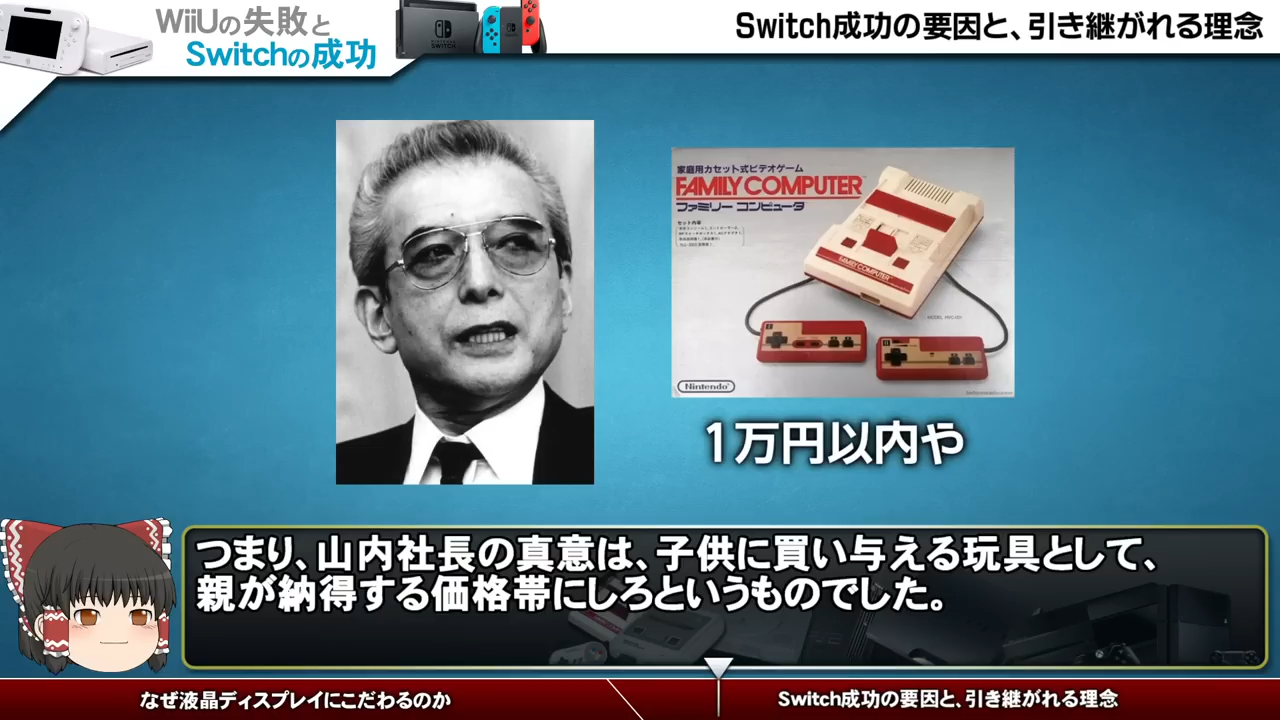 WiiUの失敗と
Switchの成功
Switch成功の要因と、引き継がれる理念
家庭用カセット式ビデオゲーム
FAMILY COMPUTER
ファミリー コンピュータ
セット内容
FAMILY COMPUTER
Nintendo
1万円以内や
つまり、山内社長の真意は、子供に買い与える玩具として、
親が納得する価格帯にしろというものでした。
なぜ液晶ディスプレイにこだわるのか
Switch成功の要因と、引き継がれる理念